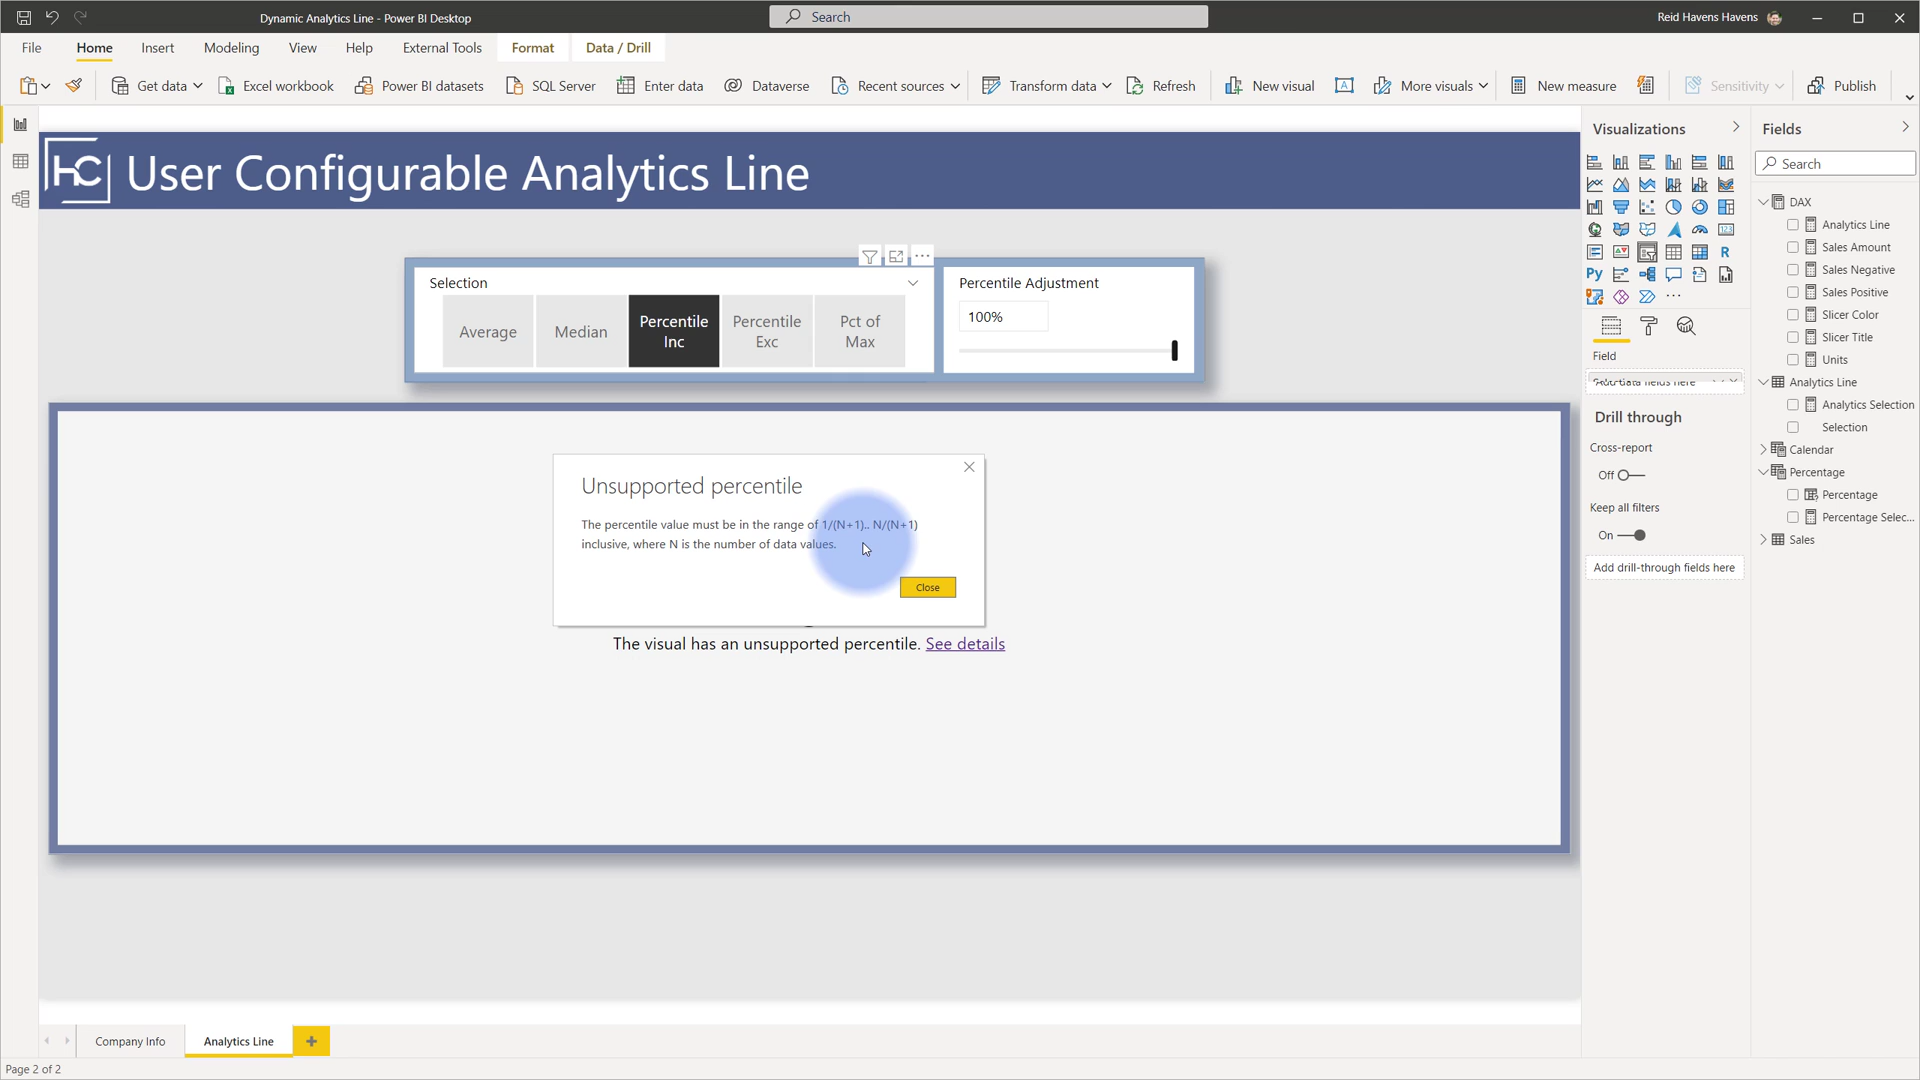 Dynamic Analytics Line - Power BI Desktop
Search
Reid Havens Havens
File
Home
Insert
Modeling
View
Help
External Tools
Format
Data / Drill
Get data
Excel workbook
Power BI datasets
SQL Server
Enter data
Dataverse
Recent sources
Transform data
Refresh
New visual
More visuals
New measure
Sensitivity
Publish
HC
User Configurable Analytics Line
Selection
Average
Median
Percentile
Inc
Percentile
Exc
Pct of
Max
Percentile Adjustment
100%
Unsupported percentile
The percentile value must be in the range of 1/(N+1).. N/(N+1)
inclusive, where N is the number of data values.
Close
The visual has an unsupported percentile. See details
Visualizations
R
Py
Field
Drill through
Cross-report
Off
Keep all filters
On
Add drill-through fields here
Fields
Search
DAX
Analytics Line
Sales Amount
Sales Negative
Sales Positive
Slicer Color
Slicer Title
Units
Analytics Line
Analytics Selection
Selection
Calendar
Percentage
Percentage
Percentage Selec...
Sales
Company Info
Analytics Line
Page 2 of 2